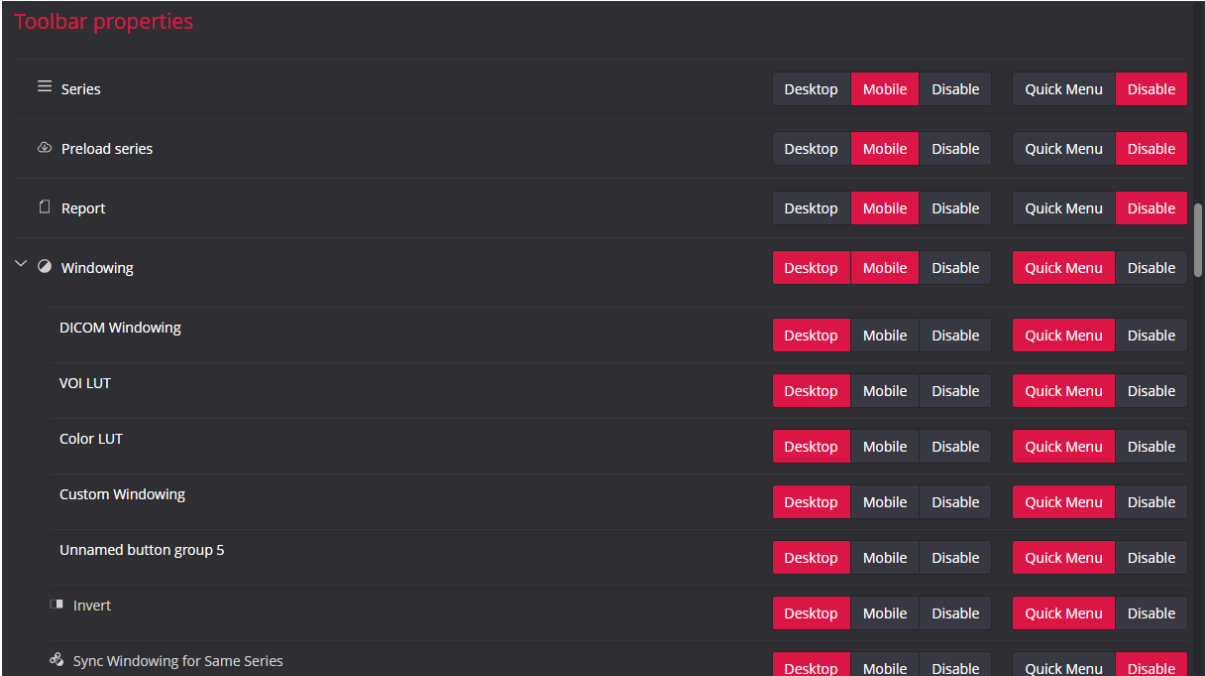 Toolbar properties
Series Desktop Mobile Disable Quick Menu Disable
Preload series Desktop Mobile Disable Quick Menu Disable
Report Desktop Mobile Disable Quick Menu Disable
Windowing Desktop Mobile Disable Quick Menu Disable
DICOM Windowing Desktop Mobile Disable Quick Menu Disable
VOI LUT Desktop Mobile Disable Quick Menu Disable
Color LUT Desktop Mobile Disable Quick Menu Disable
Custom Windowing Desktop Mobile Disable Quick Menu Disable
Unnamed button group 5 Desktop Mobile Disable Quick Menu Disable
Invert Desktop Mobile Disable Quick Menu Disable
Sync Windowing for Same Series Desktop Mobile Disable Quick Menu Disable